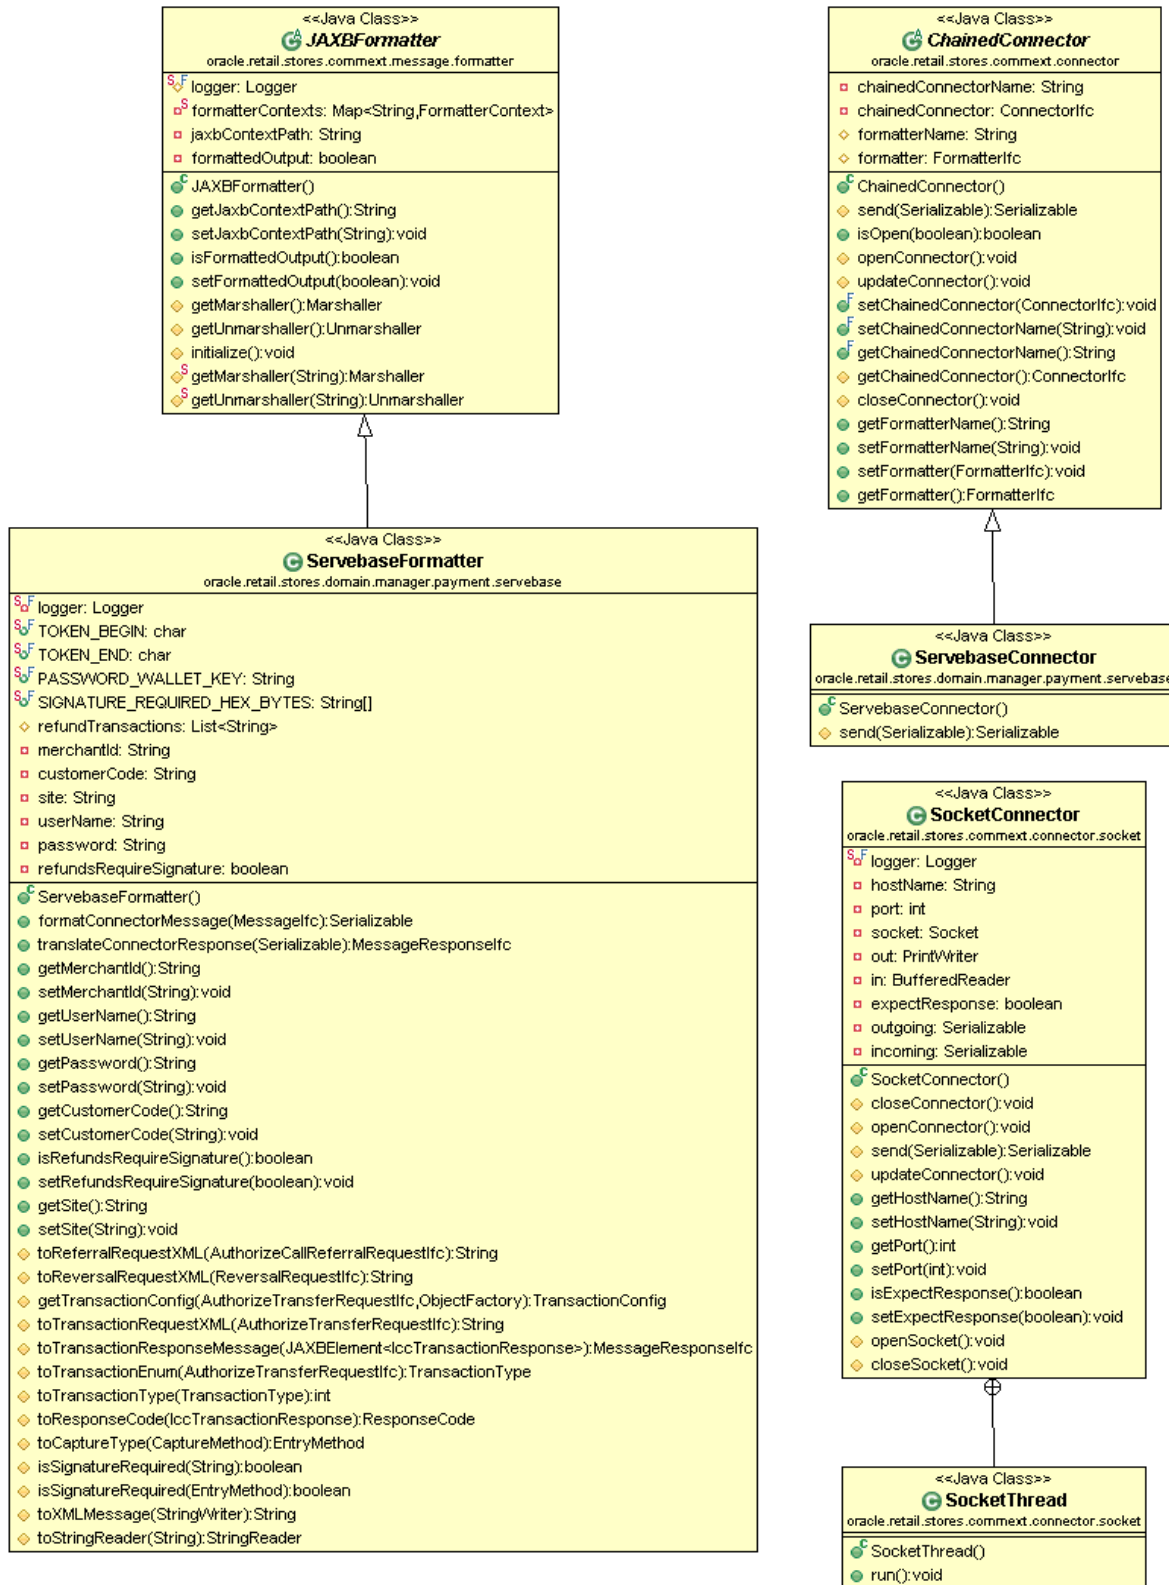 <<Java Class>>
JAXBFormatter
oracle.retail.stores.commext.message.formatter
logger: Logger
formatterContexts: Map<String,FormatterContext>
jaxbContextPath: String
formattedOutput: boolean
JAXBFormatter()
getJaxbContextPath():String
setJaxbContextPath(String):void
isFormattedOutput():boolean
setFormattedOutput(boolean):void
getMarshaller():Marshaller
getUnmarshaller():Unmarshaller
initialize():void
getMarshaller(String):Marshaller
getUnmarshaller(String):Unmarshaller
<<Java Class>>
ServebaseFormatter
oracle.retail.stores.domain.manager.payment.servebase
logger: Logger
TOKEN_BEGIN: char
TOKEN_END: char
PASSWORD_WALLET_KEY: String
SIGNATURE_REQUIRED_HEX_BYTES: String[]
refundTransactions: List<String>
merchantId: String
customerCode: String
site: String
userName: String
password: String
refundsRequireSignature: boolean
ServebaseFormatter()
formatConnectorMessage(MessageIfc):Serializable
translateConnectorResponse(Serializable):MessageResponseIfc
getMerchantId():String
setMerchantId(String):void
getUserName():String
setUserName(String):void
getPassword():String
setPassword(String):void
getCustomerCode():String
setCustomerCode(String):void
isRefundsRequireSignature():boolean
setRefundsRequireSignature(boolean):void
getSite():String
setSite(String):void
toReferralRequestXML(AuthorizeCallReferralRequestIfc):String
toReversalRequestXML(ReversalRequestIfc):String
getTransactionConfig(AuthorizeTransferRequestIfc,ObjectFactory):TransactionConfig
toTransactionRequestXML(AuthorizeTransferRequestIfc):String
toTransactionResponseMessage(JAXBElement<IccTransactionResponse>):MessageResponseIfc
toTransactionEnum(AuthorizeTransferRequestIfc):TransactionType
toTransactionType(TransactionType):int
toResponseCode(IccTransactionResponse):ResponseCode
toCaptureType(CaptureMethod):EntryMethod
isSignatureRequired(String):boolean
isSignatureRequired(EntryMethod):boolean
toXMLMessage(StringWriter):String
toStringReader(String):StringReader
<<Java Class>>
ChainedConnector
oracle.retail.stores.commext.connector
chainedConnectorName: String
chainedConnector: ConnectorIfc
formatterName: String
formatter: FormatterIfc
ChainedConnector()
send(Serializable):Serializable
isOpen(boolean):boolean
openConnector():void
updateConnector():void
setChainedConnector(ConnectorIfc):void
setChainedConnectorName(String):void
getChainedConnectorName():String
getChainedConnector():ConnectorIfc
closeConnector():void
getFormatterName():String
setFormatterName(String):void
setFormatter(FormatterIfc):void
getFormatter():FormatterIfc
<<Java Class>>
ServebaseConnector
oracle.retail.stores.domain.manager.payment.servebase
ServebaseConnector()
send(Serializable):Serializable
<<Java Class>>
SocketConnector
oracle.retail.stores.commext.connector.socket
logger: Logger
hostName: String
port: int
socket: Socket
out: PrintWriter
in: BufferedReader
expectResponse: boolean
outgoing: Serializable
incoming: Serializable
SocketConnector()
closeConnector():void
openConnector():void
send(Serializable):Serializable
updateConnector():void
getHostName():String
setHostName(String):void
getPort():int
setPort(int):void
isExpectResponse():boolean
setExpectResponse(boolean):void
openSocket():void
closeSocket():void
<<Java Class>>
SocketThread
oracle.retail.stores.commext.connector.socket
SocketThread()
run():void